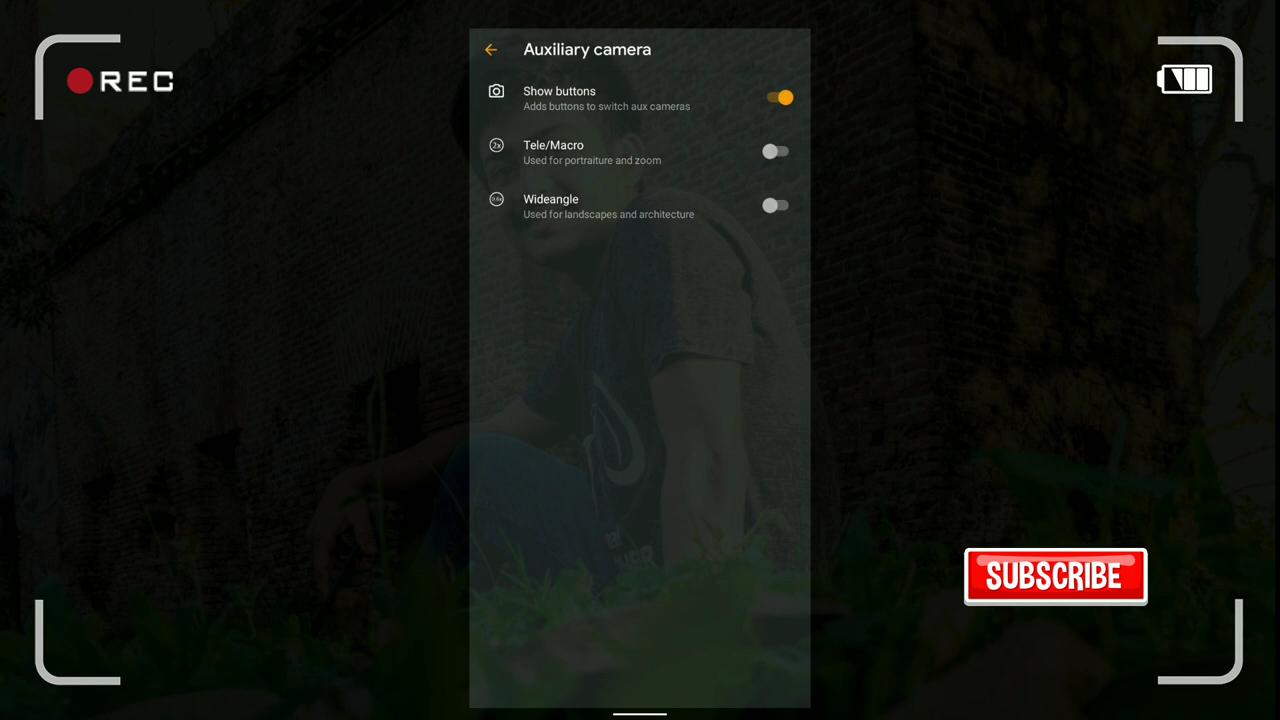 REC
Auxiliary camera
Show buttons
Adds buttons to switch aux cameras
2x
Tele/Macro
Used for portraiture and zoom
Wideangle
Used for landscapes and architecture
SUBSCRIBE